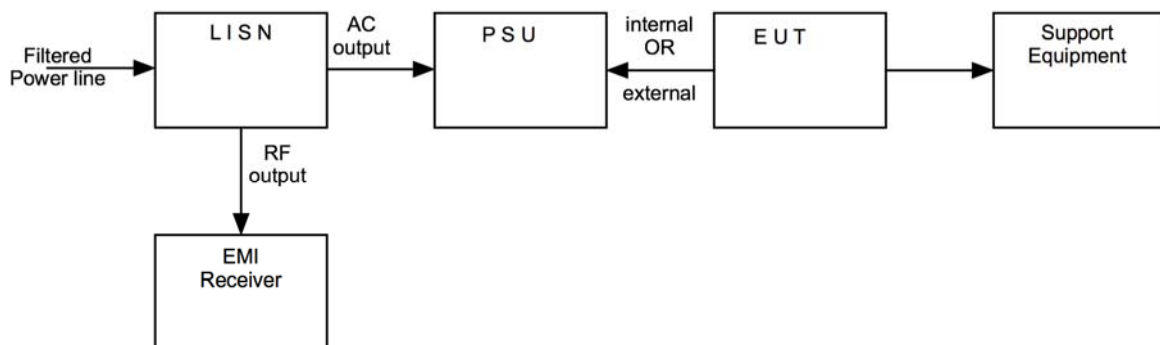 Filtered
Power line
L I S N
AC
output
P S U
internal
OR
external
E U T
Support
Equipment
RF
output
EMI
Receiver